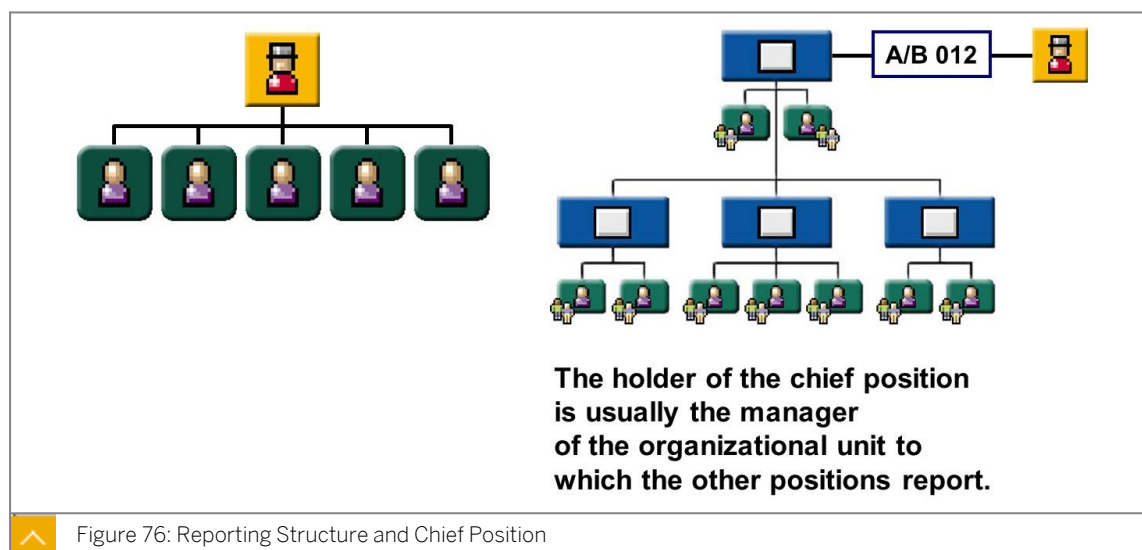 A/B 012
The holder of the chief position
is usually the manager
of the organizational unit to
which the other positions report.
Figure 76: Reporting Structure and Chief Position